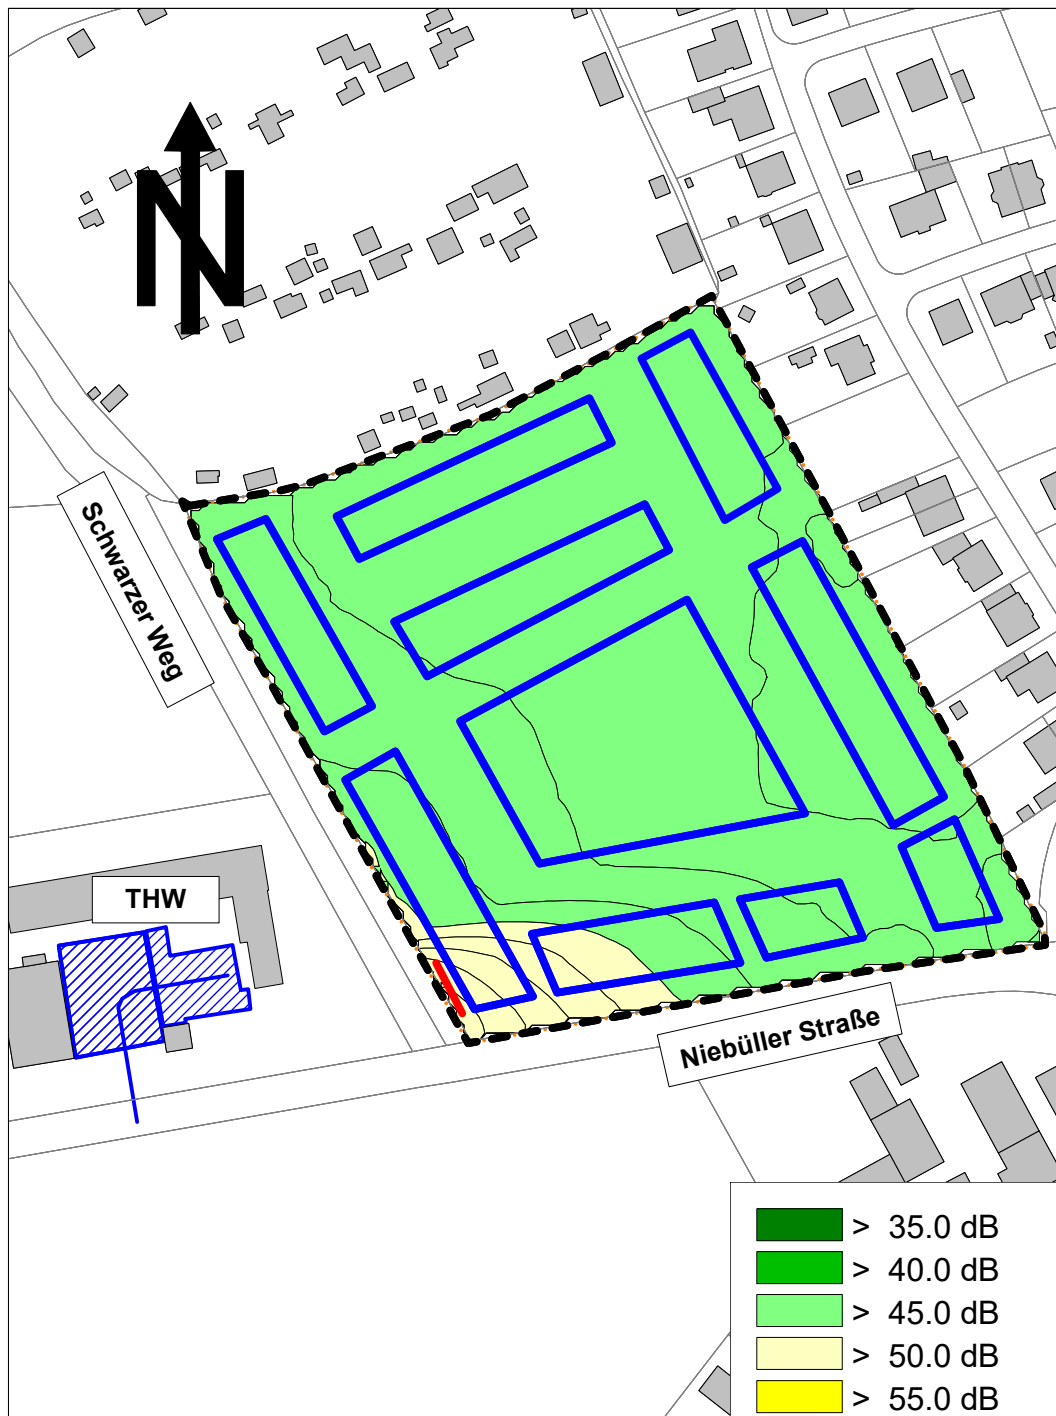 N
Schwarzer Weg
THW
Niebüller Straße
> 35.0 dB
> 40.0 dB
> 45.0 dB
> 50.0 dB
> 55.0 dB